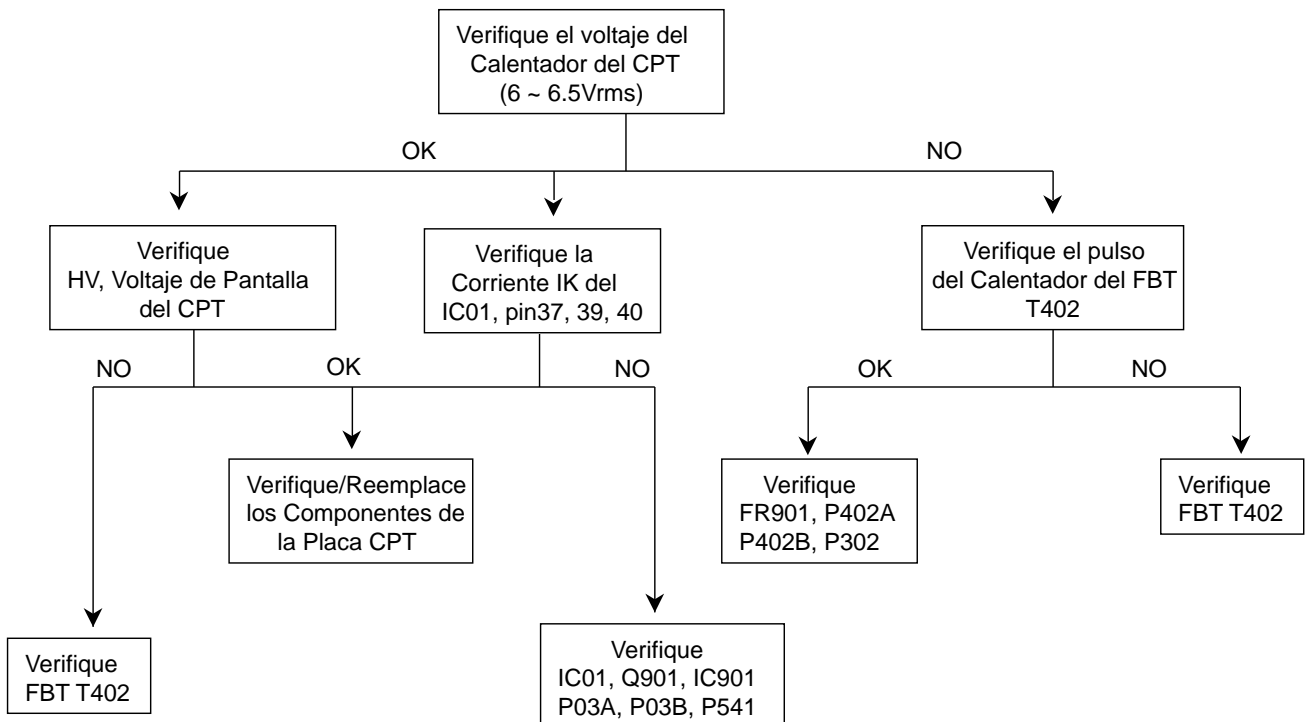 Verifique el voltaje del
Calentador del CPT
(6 ~ 6.5Vrms)
OK
NO
Verifique
HV, Voltaje de Pantalla
del CPT
Verifique la
Corriente IK del
IC01, pin37, 39, 40
Verifique el pulso
del Calentador del FBT
T402
NO
OK
NO
OK
NO
Verifique/Reemplace
los Componentes de
la Placa CPT
Verifique
FR901, P402A
P402B, P302
Verifique
FBT T402
Verifique
FBT T402
Verifique
IC01, Q901, IC901
P03A, P03B, P541